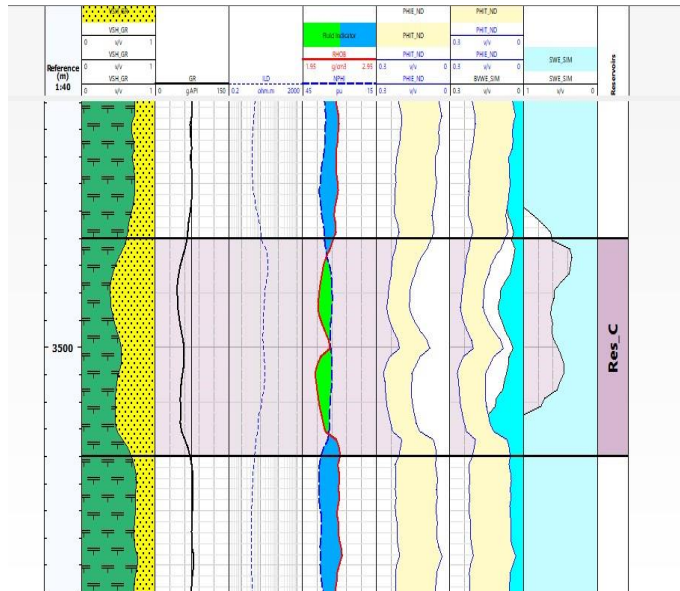 VSH_GR
PHIE_ND
PHIT_ND
VSH_GR
0 v/v 1
Fluid Indicator
PHIT_ND
PHIT_ND
0.3 v/v 0
VSH_GR
0 v/v 1
RHOB
1.95 g/cm3 2.95
PHIT_ND
0.3 v/v 0
PHIE_ND
0.3 v/v 0
SWE_SIM
Reference
(m)
1:40
VSH_GR
0 v/v 1
GR
0 gAPI 150
ILD
0.2 ohm.m 2000
NPHI
45 pu 15
PHIE_ND
0.3 v/v 0
BVWE_SIM
0.3 v/v 0
SWE_SIM
1 v/v 0
Reservoirs
3500
Res_C